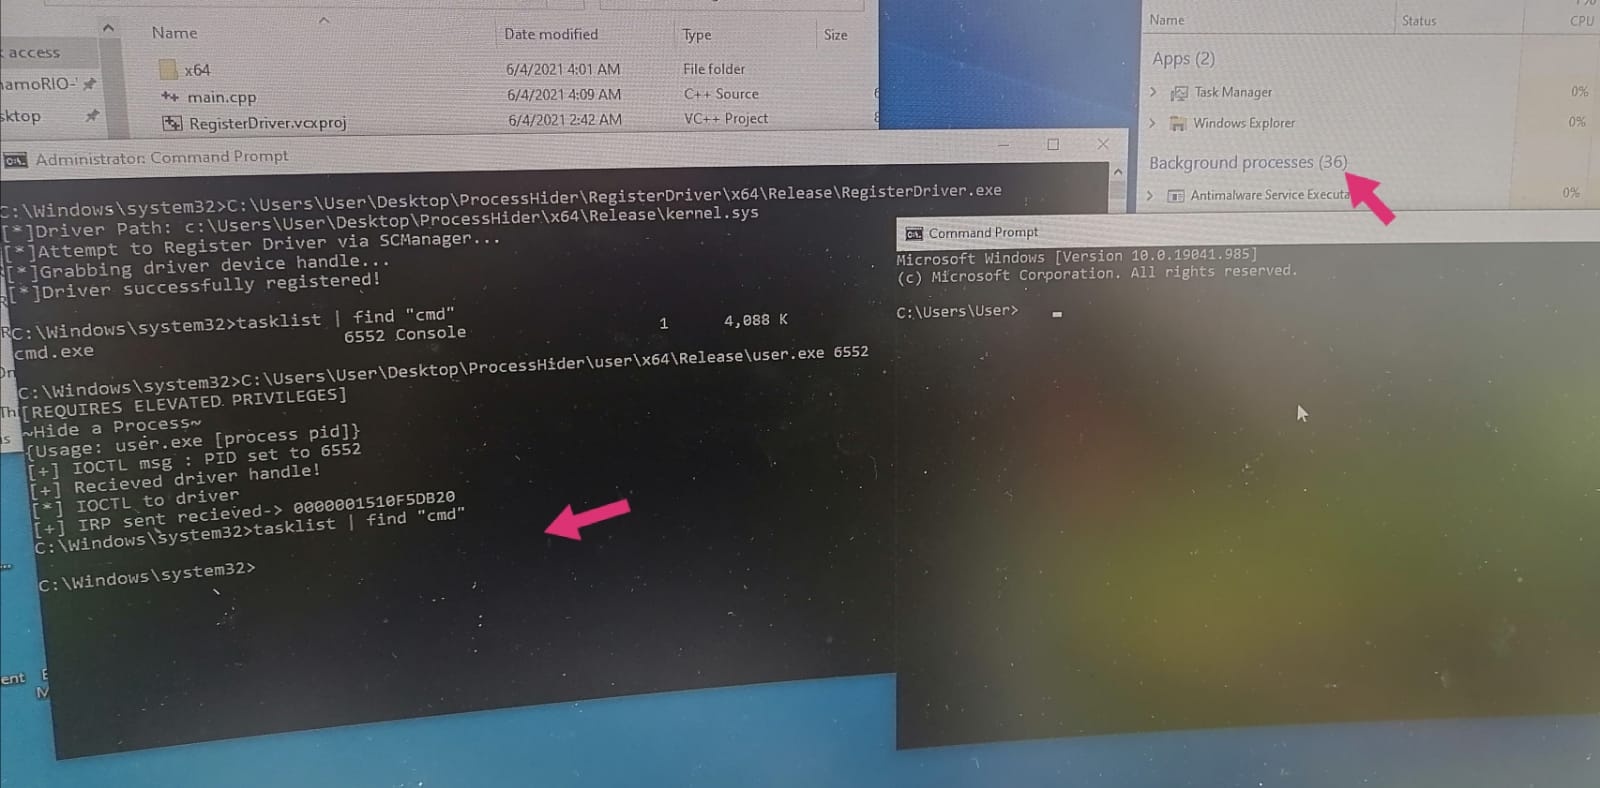 Name Date modified Type Size
access
x64 6/4/2021 4:01 AM File folder
amoRIO-
main.cpp 6/4/2021 4:09 AM C++ Source
sktop
RegisterDriver.vcxproj 6/4/2021 2:42 AM VC++ Project
Name Status CPU
Apps (2)
Task Manager 0%
Windows Explorer 0%
Background processes (36)
Antimalware Service Executa 0%
Administrator: Command Prompt
C:\Windows\system32>C:\Users\User\Desktop\ProcessHider\RegisterDriver\x64\Release\RegisterDriver.exe
[*]Driver Path: c:\Users\User\Desktop\ProcessHider\x64\Release\kernel.sys
[*]Attempt to Register Driver via SCManager...
[*]Grabbing driver device handle...
[*]Driver successfully registered!
C:\Windows\system32>tasklist | find "cmd"
cmd.exe 6552 Console 1 4,088 K
C:\Windows\system32>C:\Users\User\Desktop\ProcessHider\user\x64\Release\user.exe 6552
[REQUIRES ELEVATED PRIVILEGES]
~Hide a Process~
{Usage: user.exe [process pid]}
[+] IOCTL msg : PID set to 6552
[+] Recieved driver handle!
[*] IOCTL to driver
[+] IRP sent recieved-> 0000001510F5DB20
C:\Windows\system32>tasklist | find "cmd"
C:\Windows\system32>
Command Prompt
Microsoft Windows [Version 10.0.19041.985]
(c) Microsoft Corporation. All rights reserved.
C:\Users\User>
ent